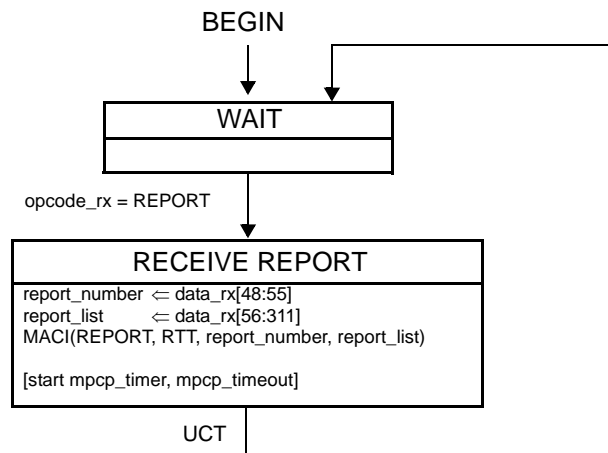 BEGIN
WAIT
opcode_rx = REPORT
RECEIVE REPORT
report_number ⇐ data_rx[48:55]
report_list ⇐ data_rx[56:311]
MACI(REPORT, RTT, report_number, report_list)
[start mpcp_timer, mpcp_timeout]
UCT